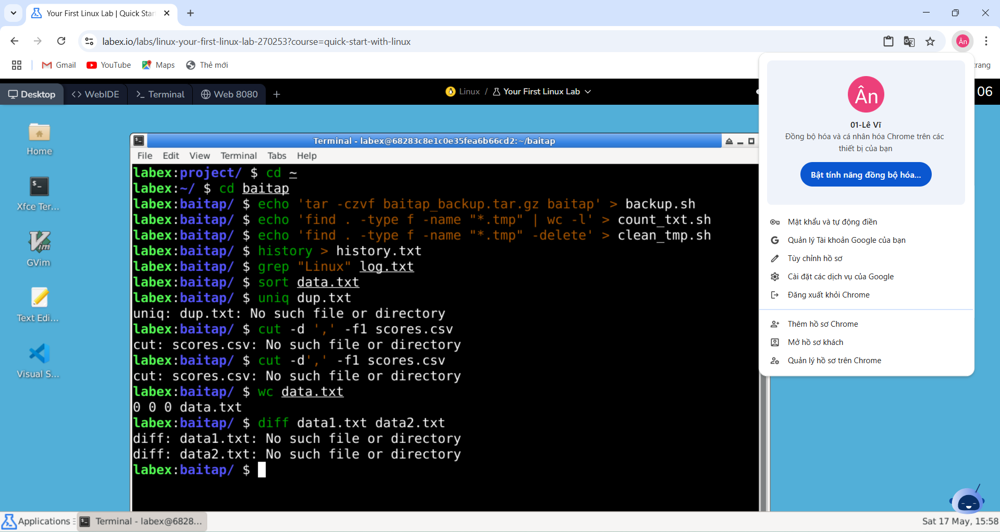 Your First Linux Lab | Quick Star
labex.io/labs/linux-your-first-linux-lab-270253?course=quick-start-with-linux
Ân
Gmail
YouTube
Maps
Thẻ mới
trang
Desktop
WebIDE
Terminal
Web 8080
Linux / Your First Linux Lab
06
Home
Xfce Ter...
GVim
Text Edi...
Visual S...
Terminal - labex@68283c8e1c0e35fea6b66cd2:~/baitap
File Edit View Terminal Tabs Help
labex:project/ $ cd ~
labex:~/ $ cd baitap
labex:baitap/ $ echo 'tar -czvf baitap_backup.tar.gz baitap' > backup.sh
labex:baitap/ $ echo 'find . -type f -name "*.tmp" | wc -l' > count_txt.sh
labex:baitap/ $ echo 'find . -type f -name "*.tmp" -delete' > clean_tmp.sh
labex:baitap/ $ history > history.txt
labex:baitap/ $ grep "Linux" log.txt
labex:baitap/ $ sort data.txt
labex:baitap/ $ uniq dup.txt
uniq: dup.txt: No such file or directory
labex:baitap/ $ cut -d ',' -f1 scores.csv
cut: scores.csv: No such file or directory
labex:baitap/ $ cut -d',' -f1 scores.csv
cut: scores.csv: No such file or directory
labex:baitap/ $ wc data.txt
0 0 0 data.txt
labex:baitap/ $ diff data1.txt data2.txt
diff: data1.txt: No such file or directory
diff: data2.txt: No such file or directory
labex:baitap/ $
Ân
01-Lê Vĩ
Đồng bộ hóa và cá nhân hóa Chrome trên các
thiết bị của bạn
Bật tính năng đồng bộ hóa...
Mật khẩu và tự động điền
Quản lý Tài khoản Google của bạn
Tùy chỉnh hồ sơ
Cài đặt các dịch vụ của Google
Đăng xuất khỏi Chrome
Thêm hồ sơ Chrome
Mở hồ sơ khách
Quản lý hồ sơ trên Chrome
Applications
Terminal - labex@6828...
Sat 17 May, 15:58